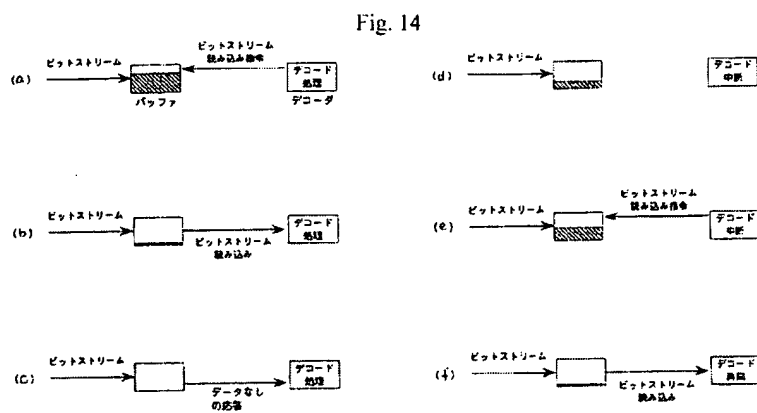 Fig. 14
(a)
ビットストリーム
バッファ
ビットストリーム
読み込み指令
デコード
処理
デコーダ
(b)
ビットストリーム
ビットストリーム
読み込み
デコード
処理
(c)
ビットストリーム
データなし
の応答
デコード
処理
(d)
ビットストリーム
デコード
中断
(e)
ビットストリーム
ビットストリーム
読み込み指令
デコード
中断
(f)
ビットストリーム
ビットストリーム
読み込み
デコード
再開